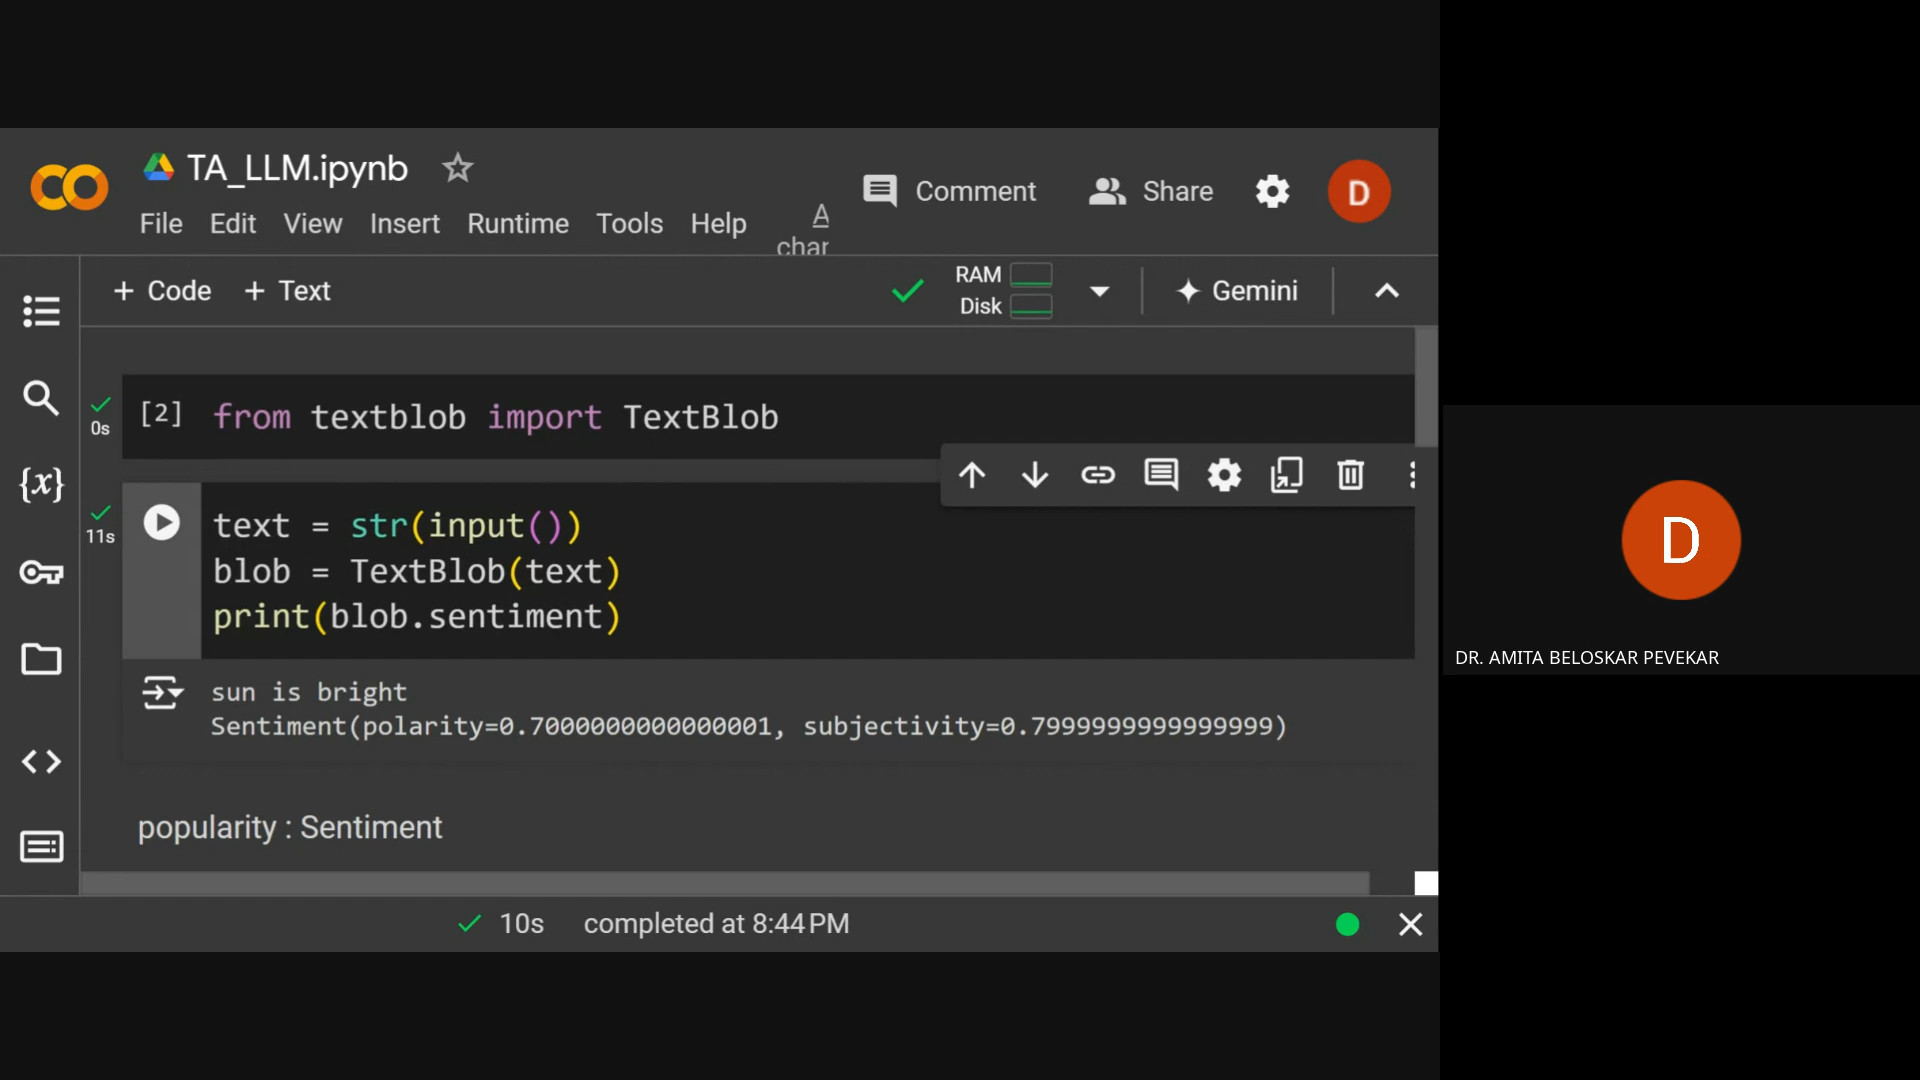 TA_LLM.ipynb
File Edit View Insert Runtime Tools Help
A
char
Comment
Share
D
+ Code + Text
RAM
Disk
Gemini
0s
[2] from textblob import TextBlob
11s
text = str(input())
blob = TextBlob(text)
print(blob.sentiment)
sun is bright
Sentiment(polarity=0.7000000000000001, subjectivity=0.7999999999999999)
popularity : Sentiment
{x}
10s completed at 8:44 PM
D
DR. AMITA BELOSKAR PEVEKAR